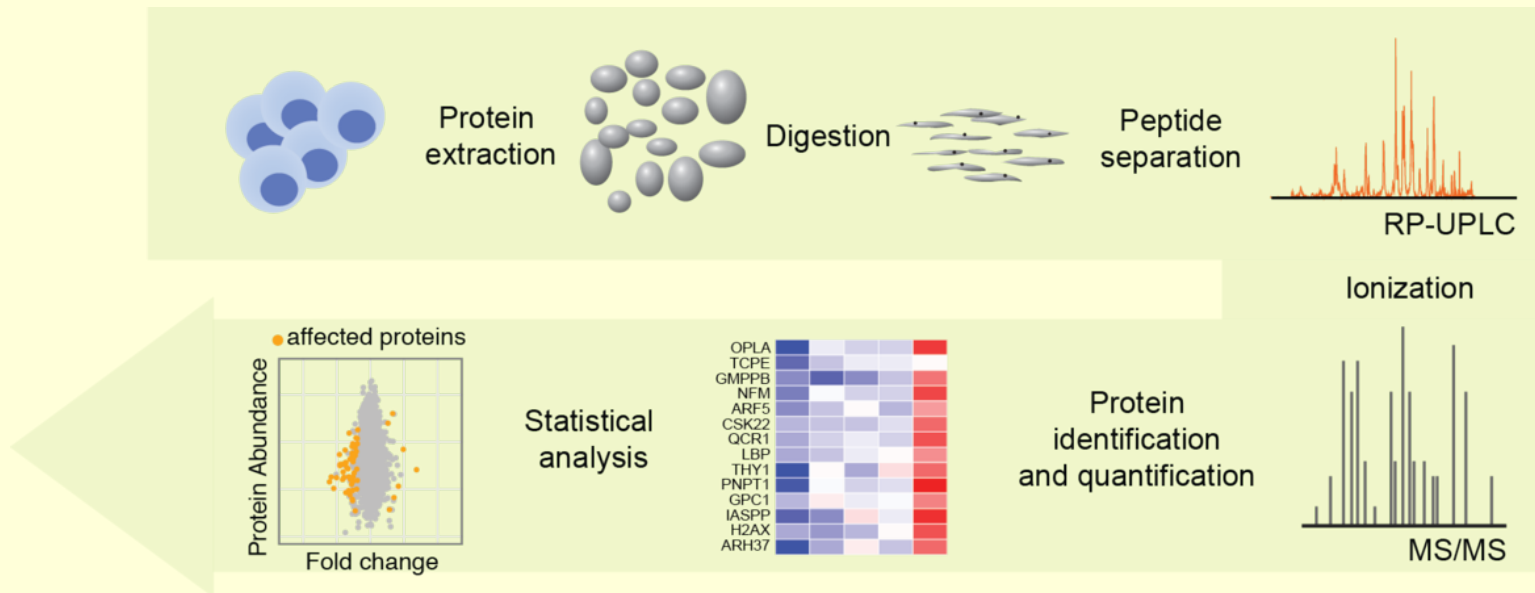 Protein
extraction
Digestion
Peptide
separation
RP-UPLC
Ionization
MS/MS
Protein
identification
and quantification
OPLA
TCPE
GMPPB
NFM
ARF5
CSK22
QCR1
LBP
THY1
PNPT1
GPC1
IASPP
H2AX
ARH37
Statistical
analysis
affected proteins
Protein Abundance
Fold change